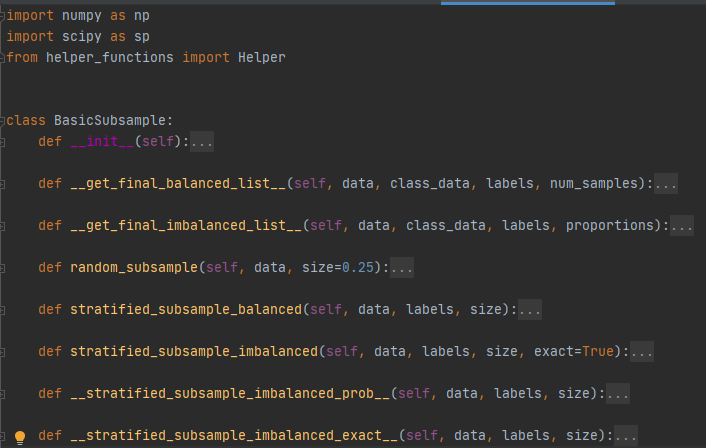 import numpy as np
import scipy as sp
from helper_functions import Helper
class BasicSubsample:
def __init__(self):...
def __get_final_balanced_list__(self, data, class_data, labels, num_samples):...
def __get_final_imbalanced_list__(self, data, class_data, labels, proportions):...
def random_subsample(self, data, size=0.25):...
def stratified_subsample_balanced(self, data, labels, size):...
def stratified_subsample_imbalanced(self, data, labels, size, exact=True):...
def __stratified_subsample_imbalanced_prob__(self, data, labels, size):...
def __stratified_subsample_imbalanced_exact__(self, data, labels, size):...